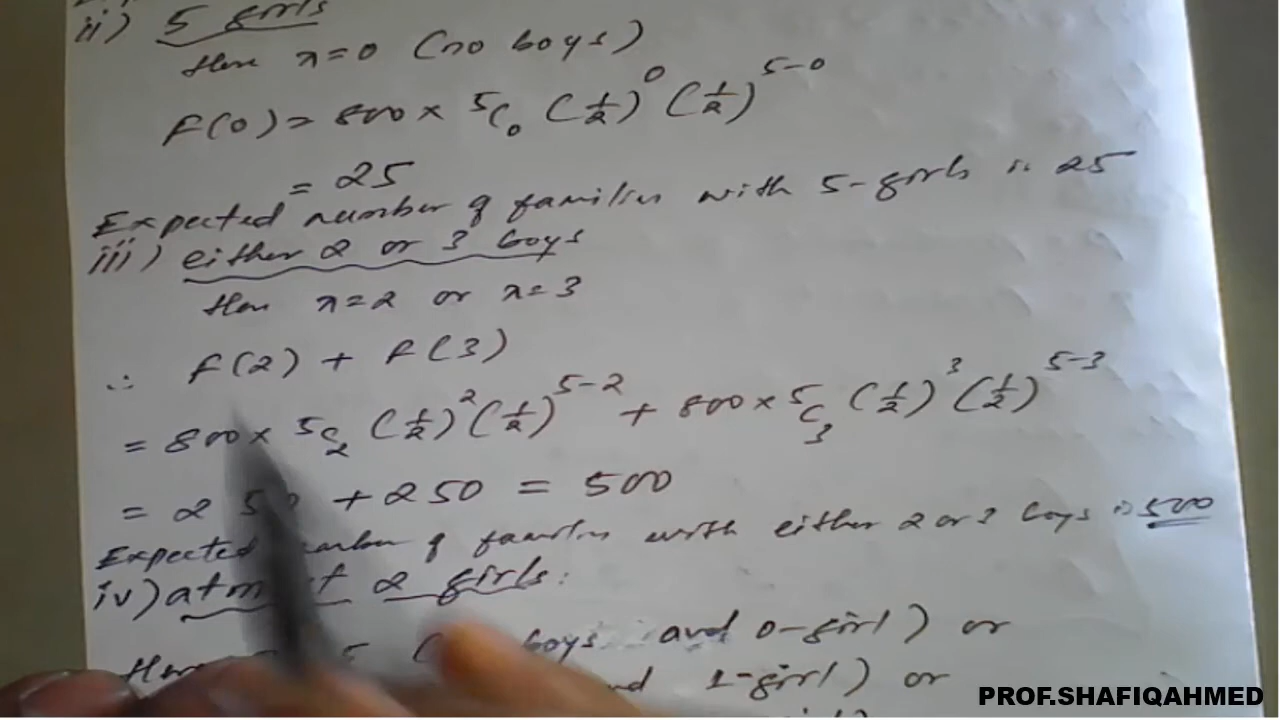 ii) 5 girls
Here x=0 (no boys)
F(0)= 800 × ⁵C₀ (1/2)⁰ (1/2)⁵⁻⁰
= 25
Expected number of families with 5-girls is 25
iii) either 2 or 3 boys
Here x=2 or x=3
∴ F(2) + F(3)
= 800 × ⁵C₂ (1/2)² (1/2)⁵⁻² + 800 × ⁵C₃ (1/2)³ (1/2)⁵⁻³
= 250 + 250 = 500
Expected number of families with either 2 or 3 boys is 500
iv) atmost 2 girls:
boys and 0-girl) or
1-girl) or
PROF.SHAFIQAHMED